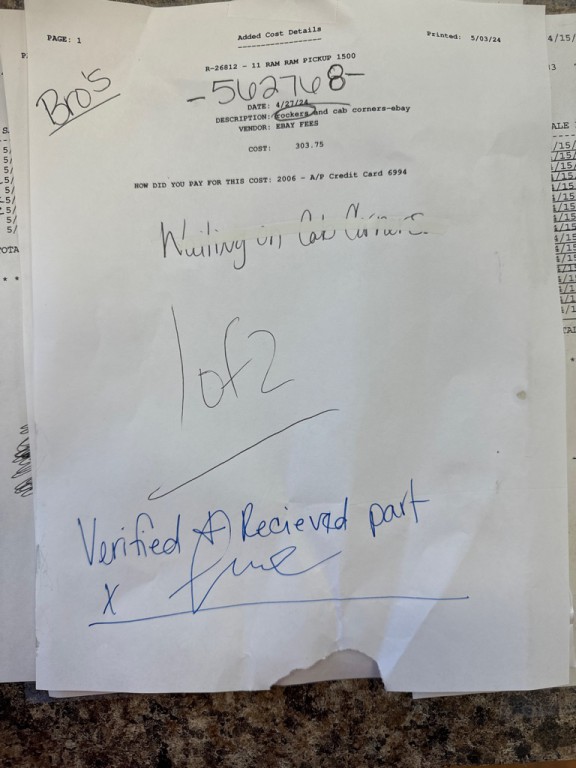 PAGE: 1
Added Cost Details
Printed: 5/03/24
R-26812 - 11 RAM RAM PICKUP 1500
Bro's
-562768-
DATE: 4/27/24
DESCRIPTION: rockers and cab corners-ebay
VENDOR: EBAY FEES
COST: 303.75
HOW DID YOU PAY FOR THIS COST: 2006 - A/P Credit Card 6994
Waiting on Cab Corners.
1 of 2
Verified & Recieved part
X